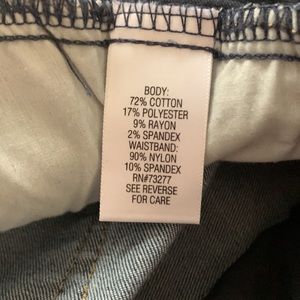 BODY:
72% COTTON
17% POLYESTER
9% RAYON
2% SPANDEX
WAISTBAND:
90% NYLON
10% SPANDEX
RN#73277
SEE REVERSE
FOR CARE